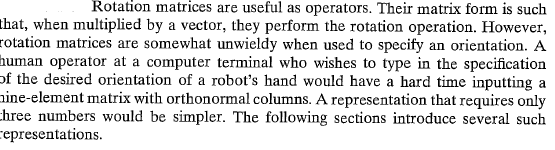 Rotation matrices are useful as operators. Their matrix form is such
that, when multiplied by a vector, they perform the rotation operation. However,
rotation matrices are somewhat unwieldy when used to specify an orientation. A
human operator at a computer terminal who wishes to type in the specification
of the desired orientation of a robot's hand would have a hard time inputting a
nine-element matrix with orthonormal columns. A representation that requires only
three numbers would be simpler. The following sections introduce several such
representations.